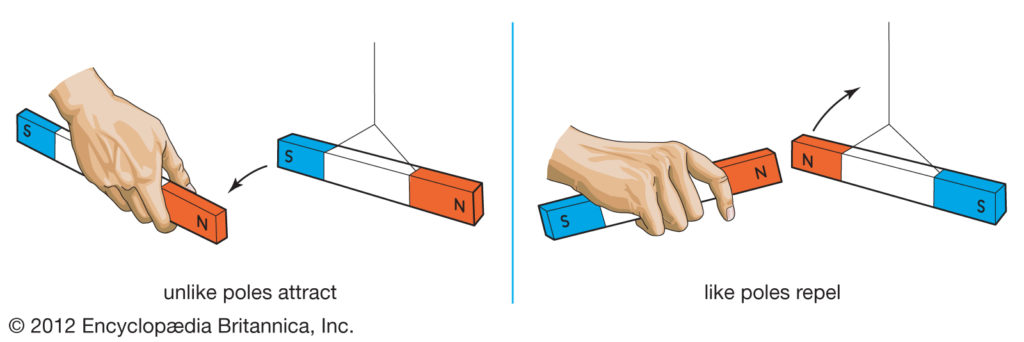 S
N
S
N
unlike poles attract
S
N
N
S
like poles repel
© 2012 Encyclopædia Britannica, Inc.